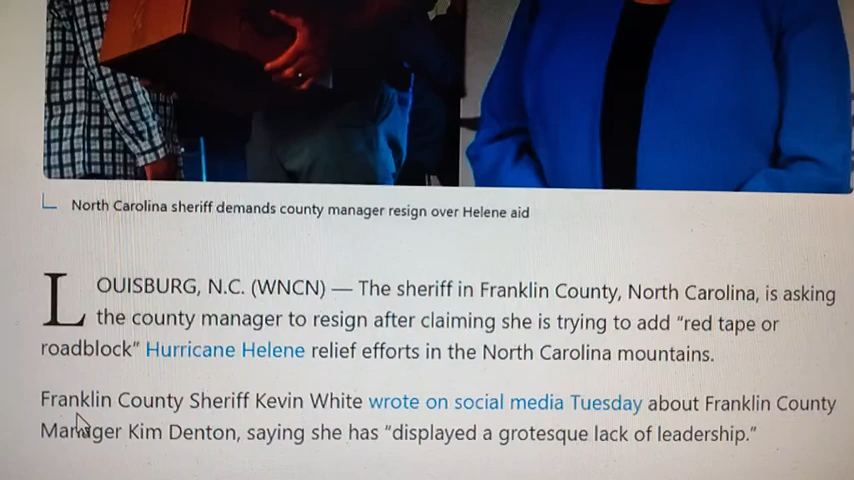 North Carolina sheriff demands county manager resign over Helene aid
LOUISBURG, N.C. (WNCN) — The sheriff in Franklin County, North Carolina, is asking
the county manager to resign after claiming she is trying to add “red tape or
roadblock” Hurricane Helene relief efforts in the North Carolina mountains.
Franklin County Sheriff Kevin White wrote on social media Tuesday about Franklin County
Manager Kim Denton, saying she has “displayed a grotesque lack of leadership.”